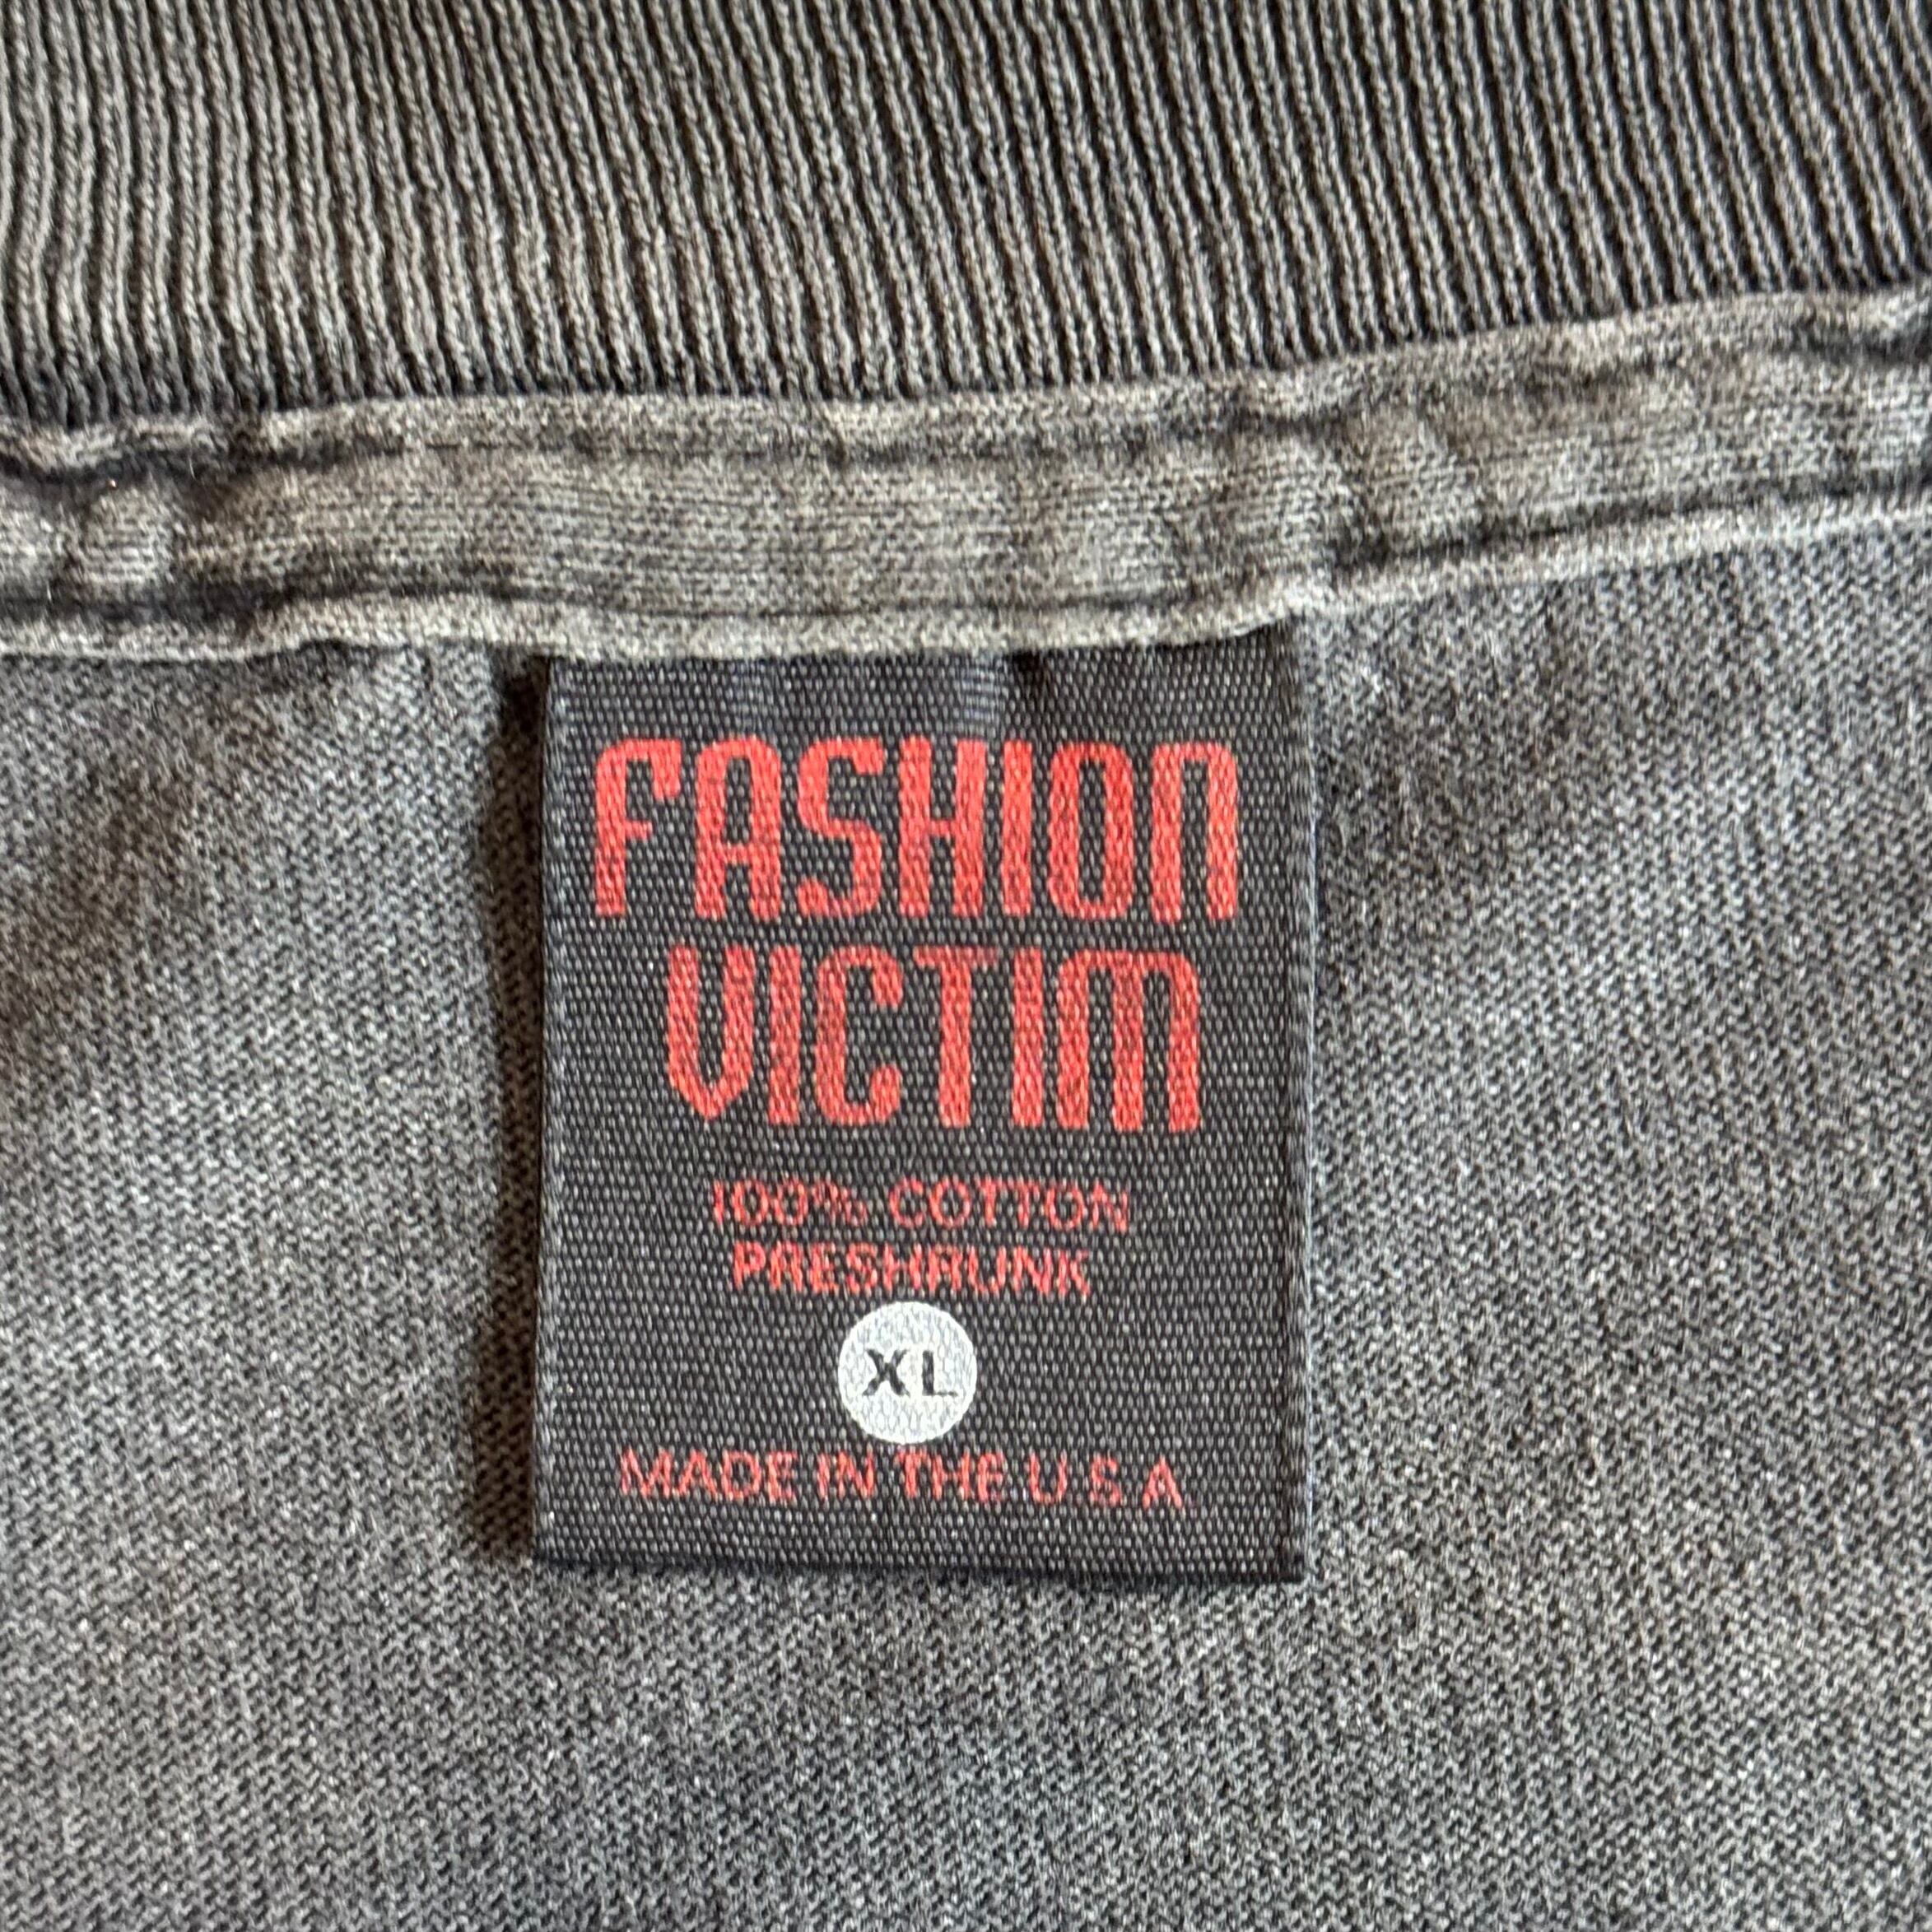 FASHION
VICTIM
100% COTTON
PRESHRUNK
XL
MADE IN THE U.S.A.